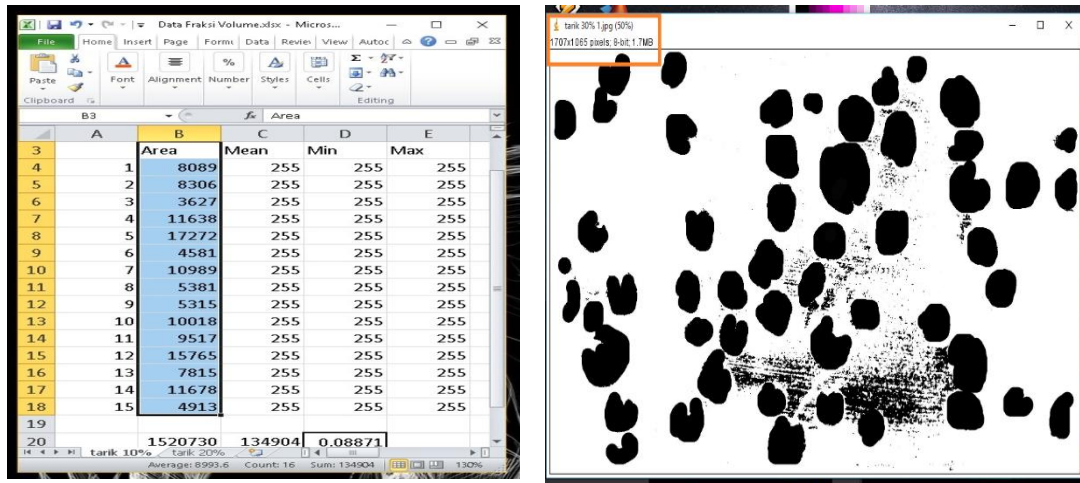 Data Fraksi Volume.xlsx - Micros...
File Home Insert Page Formu Data Revie View Autoc
Paste Font Alignment Number Styles Cells
Clipboard Editing
B3 fx Area
A B C D E
3 Area Mean Min Max
4 1 8089 255 255 255
5 2 8306 255 255 255
6 3 3627 255 255 255
7 4 11638 255 255 255
8 5 17272 255 255 255
9 6 4581 255 255 255
10 7 10989 255 255 255
11 8 5381 255 255 255
12 9 5315 255 255 255
13 10 10018 255 255 255
14 11 9517 255 255 255
15 12 15765 255 255 255
16 13 7815 255 255 255
17 14 11678 255 255 255
18 15 4913 255 255 255
19
20 1520730 134904 0.08871
tarik 10% tarik 20%
Average: 8993.6 Count: 16 Sum: 134904 130%
tarik 30% 1.jpg (50%)
1707x1065 pixels; 8-bit; 1.7MB